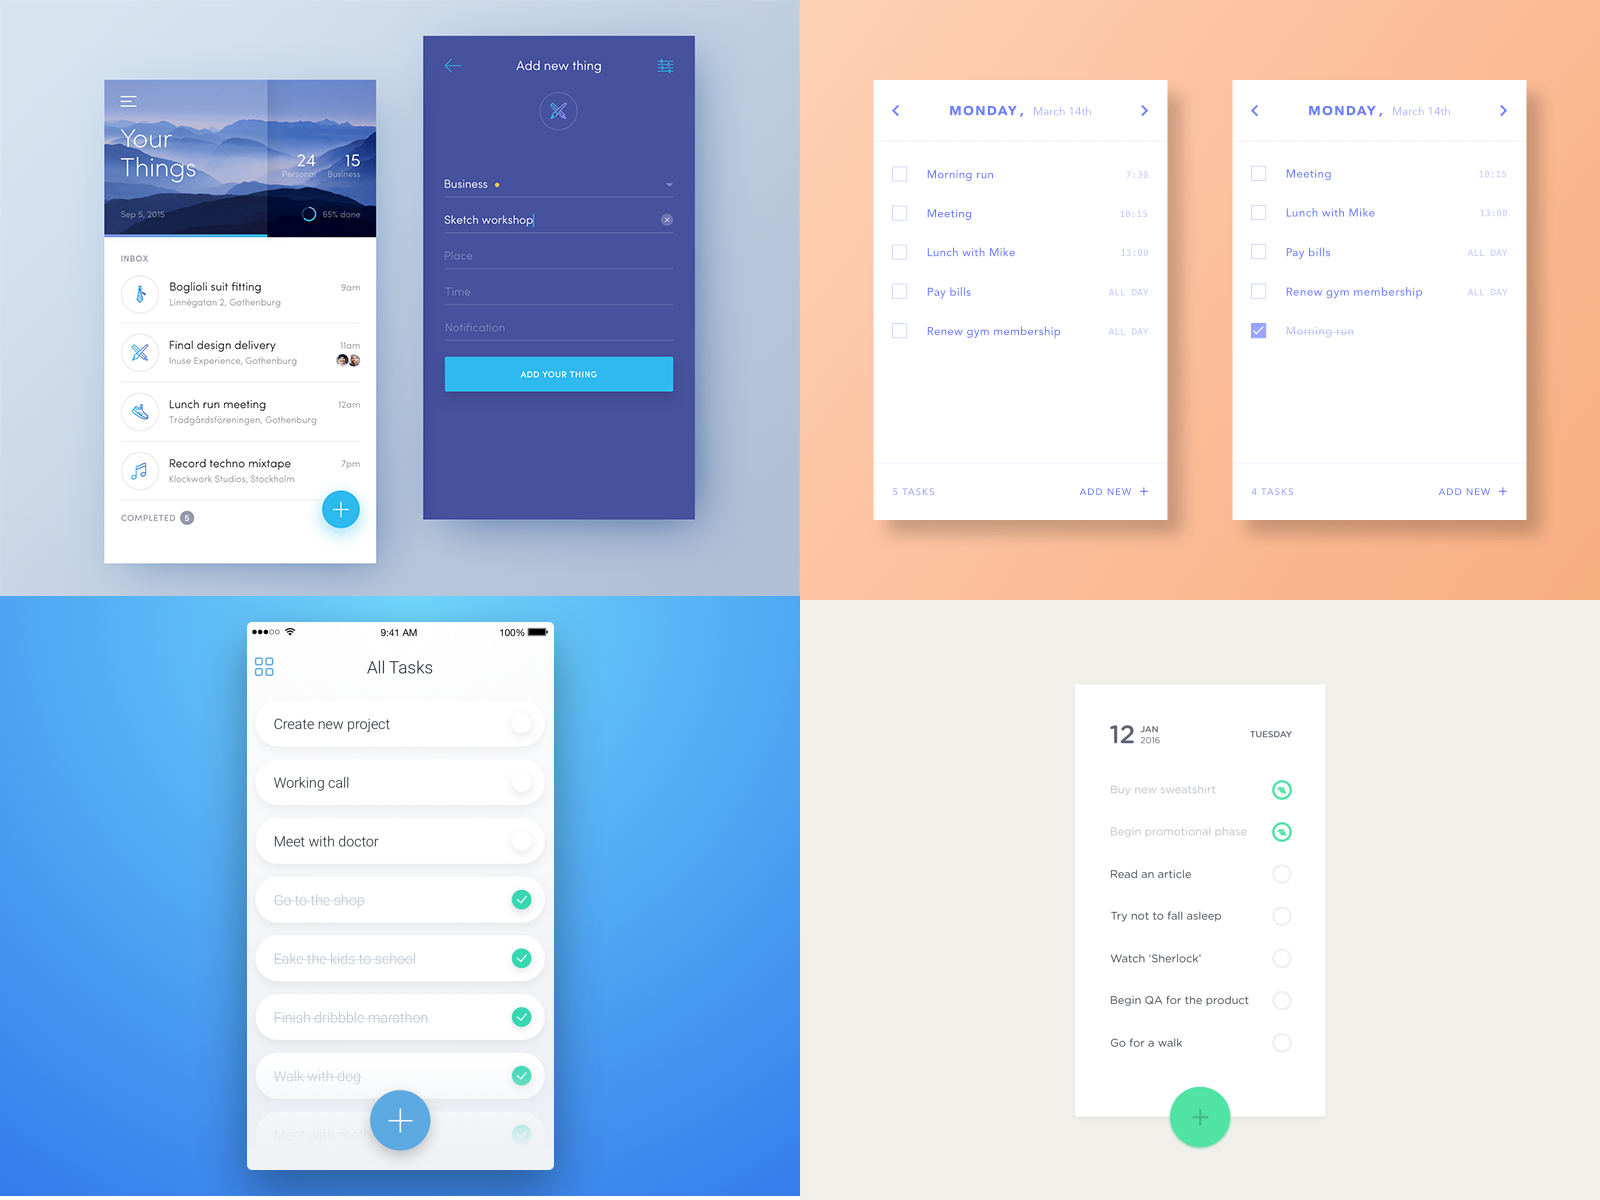 Your
Things
24 15
Personal Business
Sep 5, 2015
65% done
INBOX
Boglioli suit fitting 9am
Linnégatan 2, Gothenburg
Final design delivery 11am
Inuse Experience, Gothenburg
Lunch run meeting 12am
Trädgårdsföreningen, Gothenburg
Record techno mixtape 7pm
Klockwork Studios, Stockholm
COMPLETED 5
Add new thing
Business
Sketch workshop
Place
Time
Notification
ADD YOUR THING
MONDAY, March 14th
Morning run 7:30
Meeting 10:15
Lunch with Mike 13:00
Pay bills ALL DAY
Renew gym membership ALL DAY
5 TASKS ADD NEW +
MONDAY, March 14th
Meeting 10:15
Lunch with Mike 13:00
Pay bills ALL DAY
Renew gym membership ALL DAY
Morning run
4 TASKS ADD NEW +
9:41 AM 100%
All Tasks
Create new project
Working call
Meet with doctor
Go to the shop
Eake the kids to school
Finish dribbble marathon
Walk with dog
Meet with
12 JAN
2016
TUESDAY
Buy new sweatshirt
Begin promotional phase
Read an article
Try not to fall asleep
Watch ‘Sherlock’
Begin QA for the product
Go for a walk